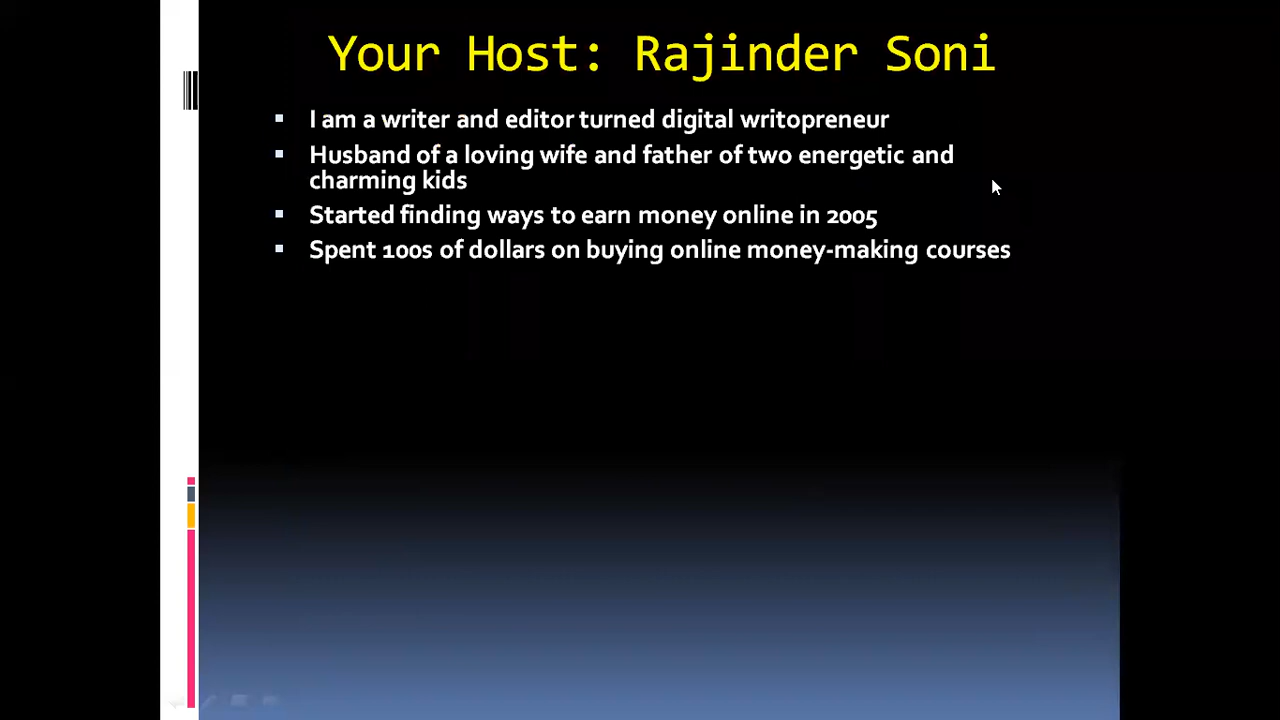 Your Host: Rajinder Soni
I am a writer and editor turned digital writopreneur
Husband of a loving wife and father of two energetic and
charming kids
Started finding ways to earn money online in 2005
Spent 100s of dollars on buying online money-making courses